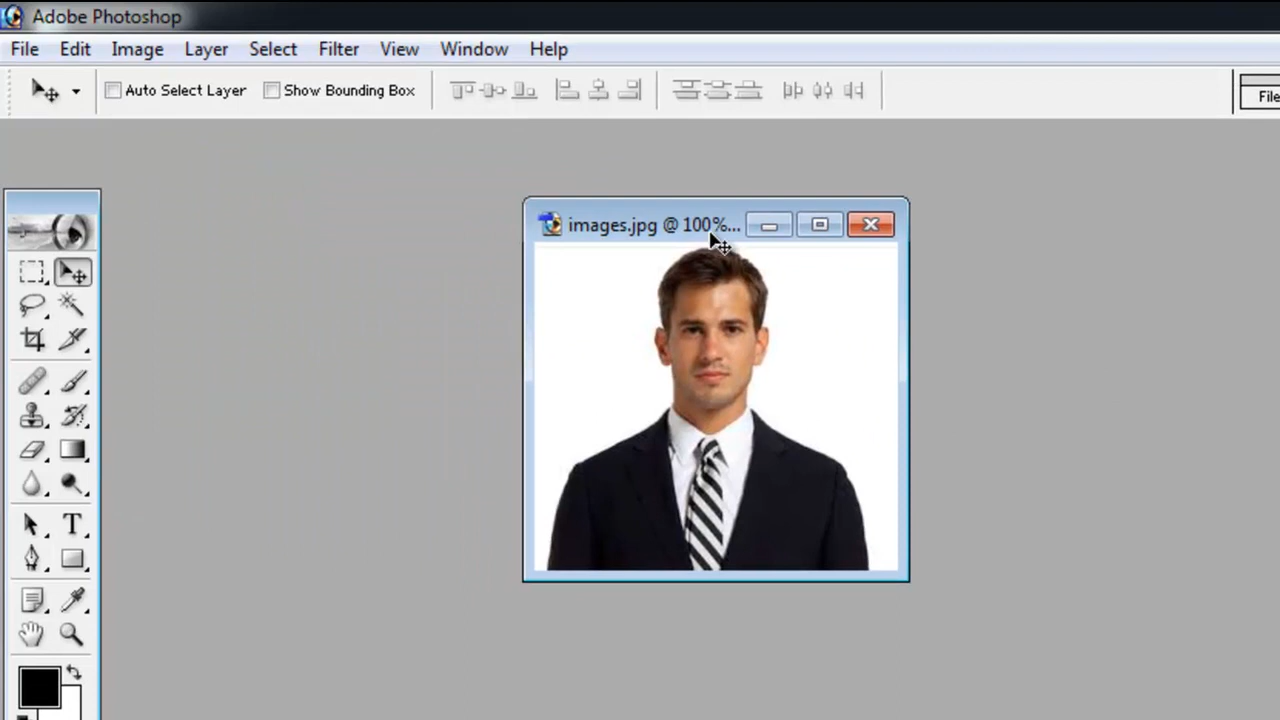 Adobe Photoshop
File Edit Image Layer Select Filter View Window Help
Auto Select Layer Show Bounding Box
File
images.jpg @ 100%...
T